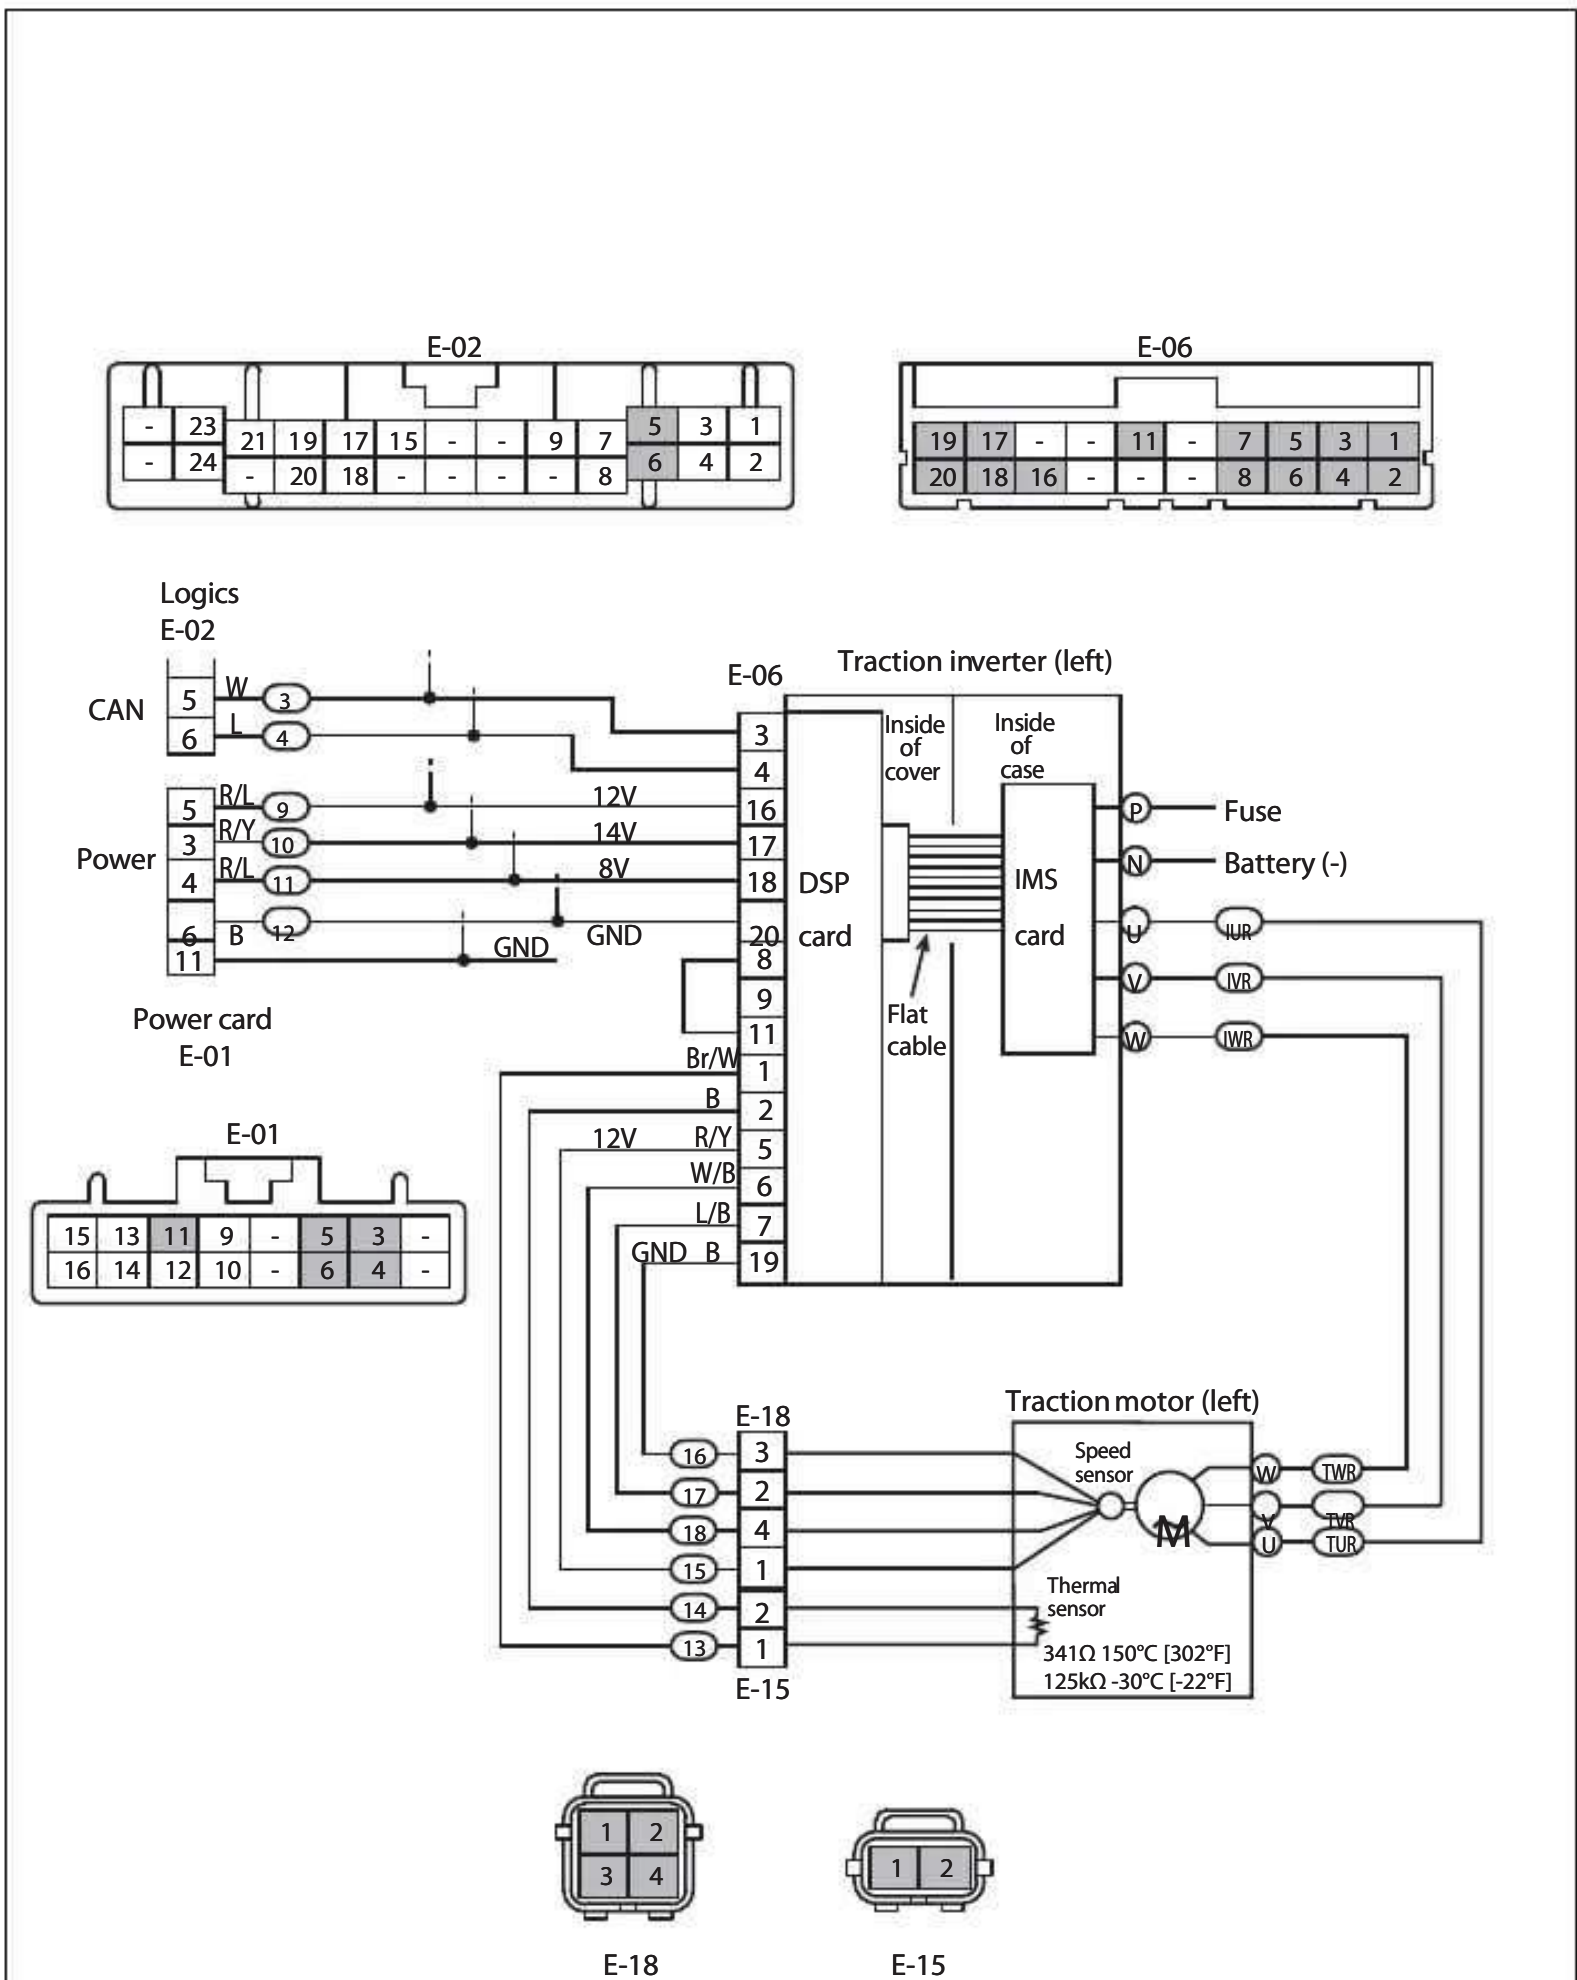 E-02
E-06
- 23 21 19 17 15 - - 9 7 5 3 1
- 24 - 20 18 - - - - 8 6 4 2
19 17 - - 11 - 7 5 3 1
20 18 16 - - - 8 6 4 2
Logics
E-02
CAN
5 W 3
6 L 4
Power
5 R/L 9 12V
3 R/Y 10 14V
4 R/L 11 8V
6 B 12 GND
11 GND
Power card
E-01
E-01
15 13 11 9 - 5 3 -
16 14 12 10 - 6 4 -
Traction inverter (left)
E-06
3
4
16
17
18
20
8
9
11
Br/W 1
B 2
12V R/Y 5
W/B 6
L/B 7
GND B 19
DSP
card
Inside
of
cover
Inside
of
case
Flat
cable
IMS
card
P Fuse
N Battery (-)
U IUR
V IVR
W IWR
E-18
16 3
17 2
18 4
15 1
14 2
13 1
E-15
Traction motor (left)
Speed
sensor
M
W TWR
V TVR
U TUR
Thermal
sensor
341Ω 150°C [302°F]
125kΩ -30°C [-22°F]
1 2
3 4
E-18
1 2
E-15